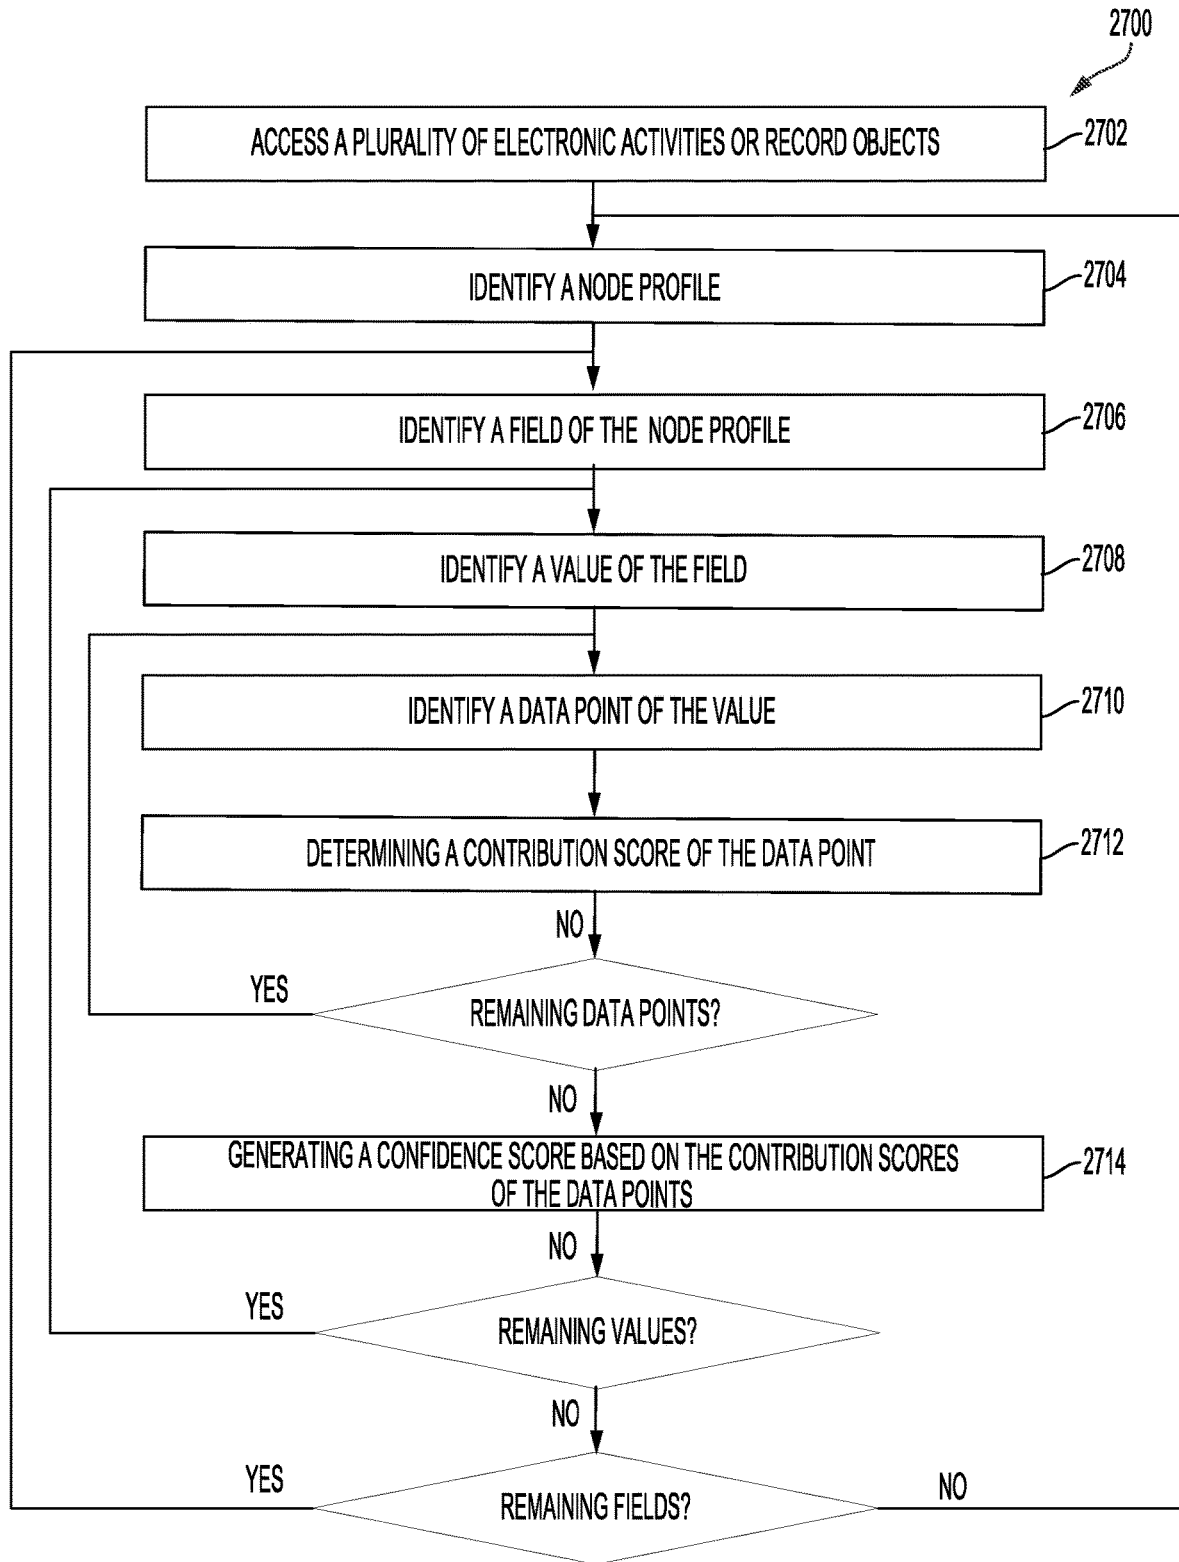 2700
ACCESS A PLURALITY OF ELECTRONIC ACTIVITIES OR RECORD OBJECTS
2702
IDENTIFY A NODE PROFILE
2704
IDENTIFY A FIELD OF THE NODE PROFILE
2706
IDENTIFY A VALUE OF THE FIELD
2708
IDENTIFY A DATA POINT OF THE VALUE
2710
DETERMINING A CONTRIBUTION SCORE OF THE DATA POINT
2712
NO
YES
REMAINING DATA POINTS?
NO
GENERATING A CONFIDENCE SCORE BASED ON THE CONTRIBUTION SCORES
OF THE DATA POINTS
2714
NO
YES
REMAINING VALUES?
NO
YES
REMAINING FIELDS?
NO